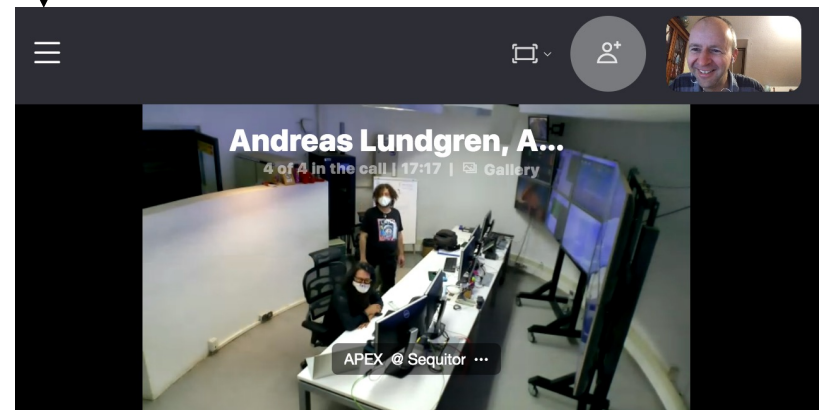 Andreas Lundgren, A...
4 of 4 in the call | 17:17 | Gallery
APEX @ Sequitor ...